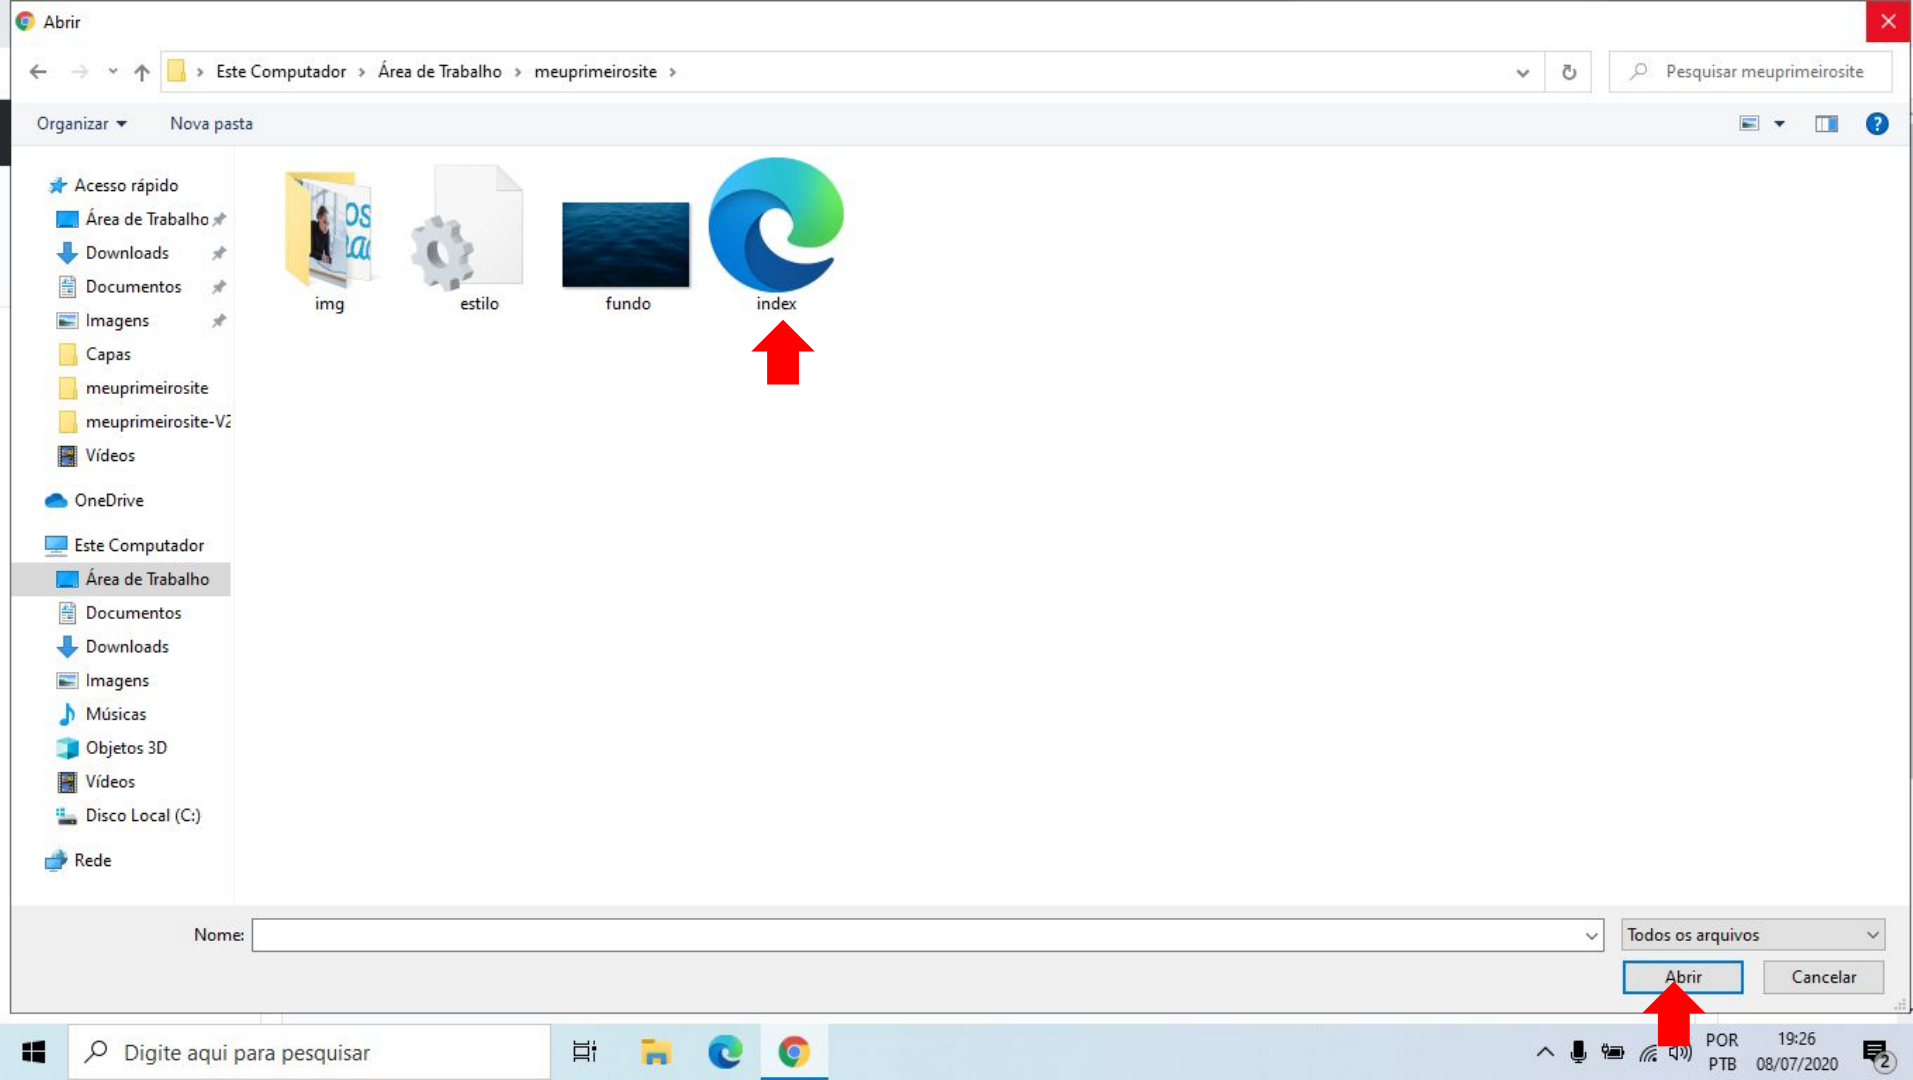 Abrir
Este Computador > Área de Trabalho > meuprimeirosite >
Pesquisar meuprimeirosite
Organizar
Nova pasta
Acesso rápido
Área de Trabalho
Downloads
Documentos
Imagens
Capas
meuprimeirosite
meuprimeirosite-V2
Vídeos
OneDrive
Este Computador
Área de Trabalho
Documentos
Downloads
Imagens
Músicas
Objetos 3D
Vídeos
Disco Local (C:)
Rede
img
estilo
fundo
index
Nome:
Todos os arquivos
Abrir
Cancelar
Digite aqui para pesquisar
POR
PTB
19:26
08/07/2020
2